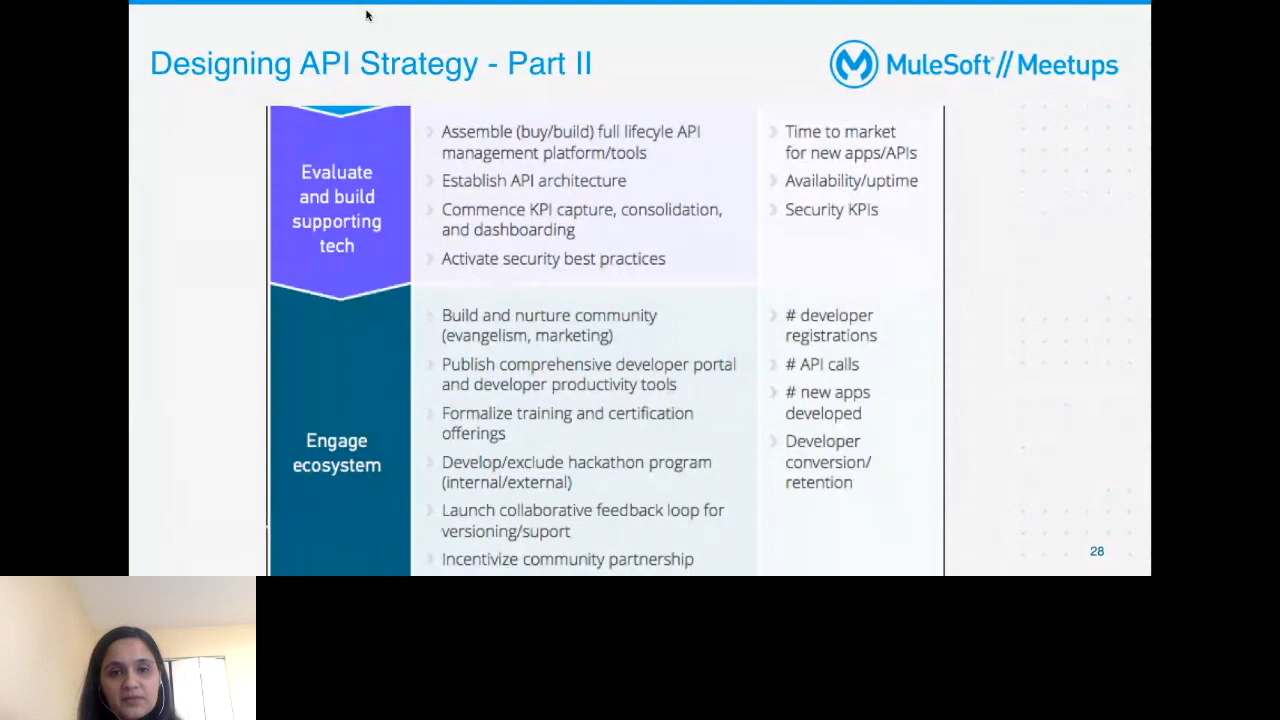 Designing API Strategy - Part II
MuleSoft // Meetups
Evaluate
and build
supporting
tech
Assemble (buy/build) full lifecyle API
management platform/tools
Establish API architecture
Commence KPI capture, consolidation,
and dashboarding
Activate security best practices
Time to market
for new apps/APIs
Availability/uptime
Security KPIs
Engage
ecosystem
Build and nurture community
(evangelism, marketing)
Publish comprehensive developer portal
and developer productivity tools
Formalize training and certification
offerings
Develop/exclude hackathon program
(internal/external)
Launch collaborative feedback loop for
versioning/suport
Incentivize community partnership
# developer
registrations
# API calls
# new apps
developed
Developer
conversion/
retention
28